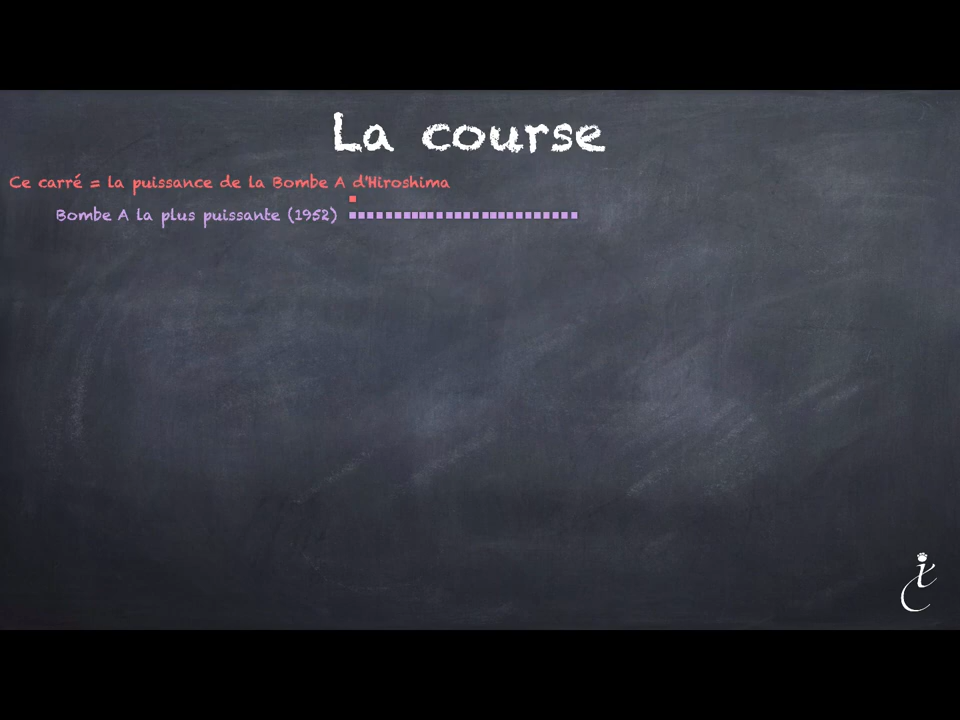 La course
Ce carré = la puissance de la Bombe A d'Hiroshima
Bombe A la plus puissante (1952)